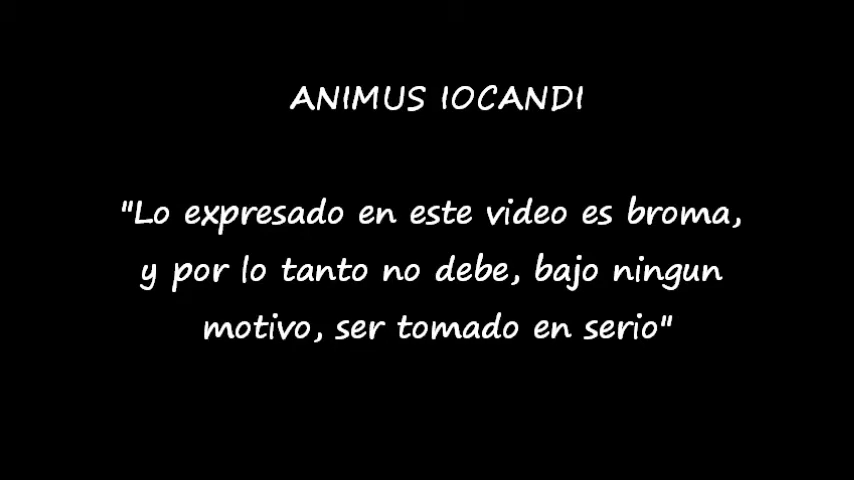 ANIMUS IOCANDI
"Lo expresado en este video es broma,
y por lo tanto no debe, bajo ningun
motivo, ser tomado en serio"